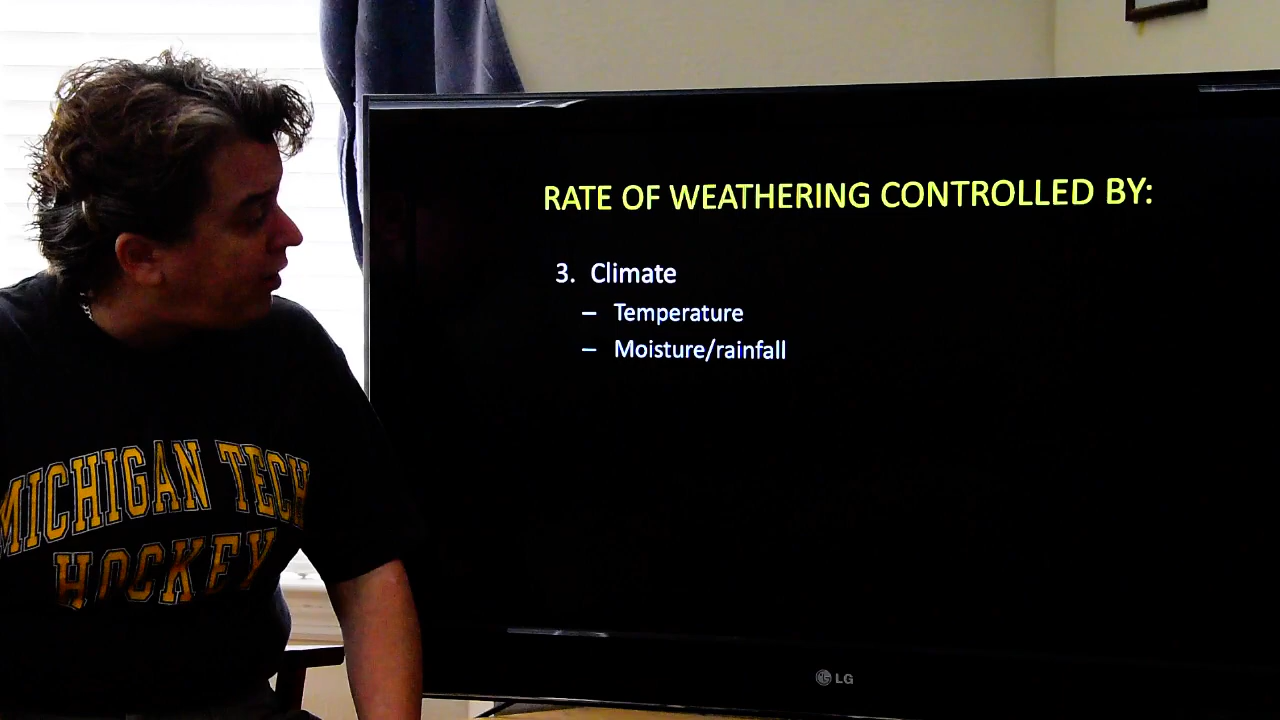 RATE OF WEATHERING CONTROLLED BY:
3. Climate
– Temperature
– Moisture/rainfall
MICHIGAN TECH
HOCKEY
LG